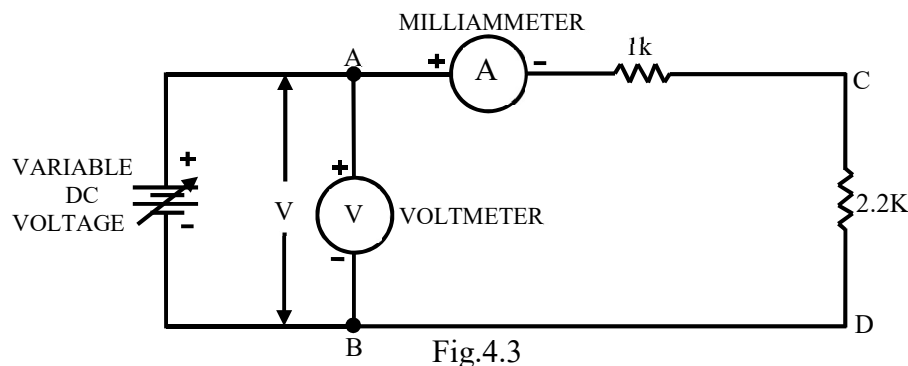 MILLIAMMETER
A
+
A
-
1k
C
VARIABLE
DC
VOLTAGE
+
-
V
+
V
-
VOLTMETER
2.2K
B
D
Fig.4.3